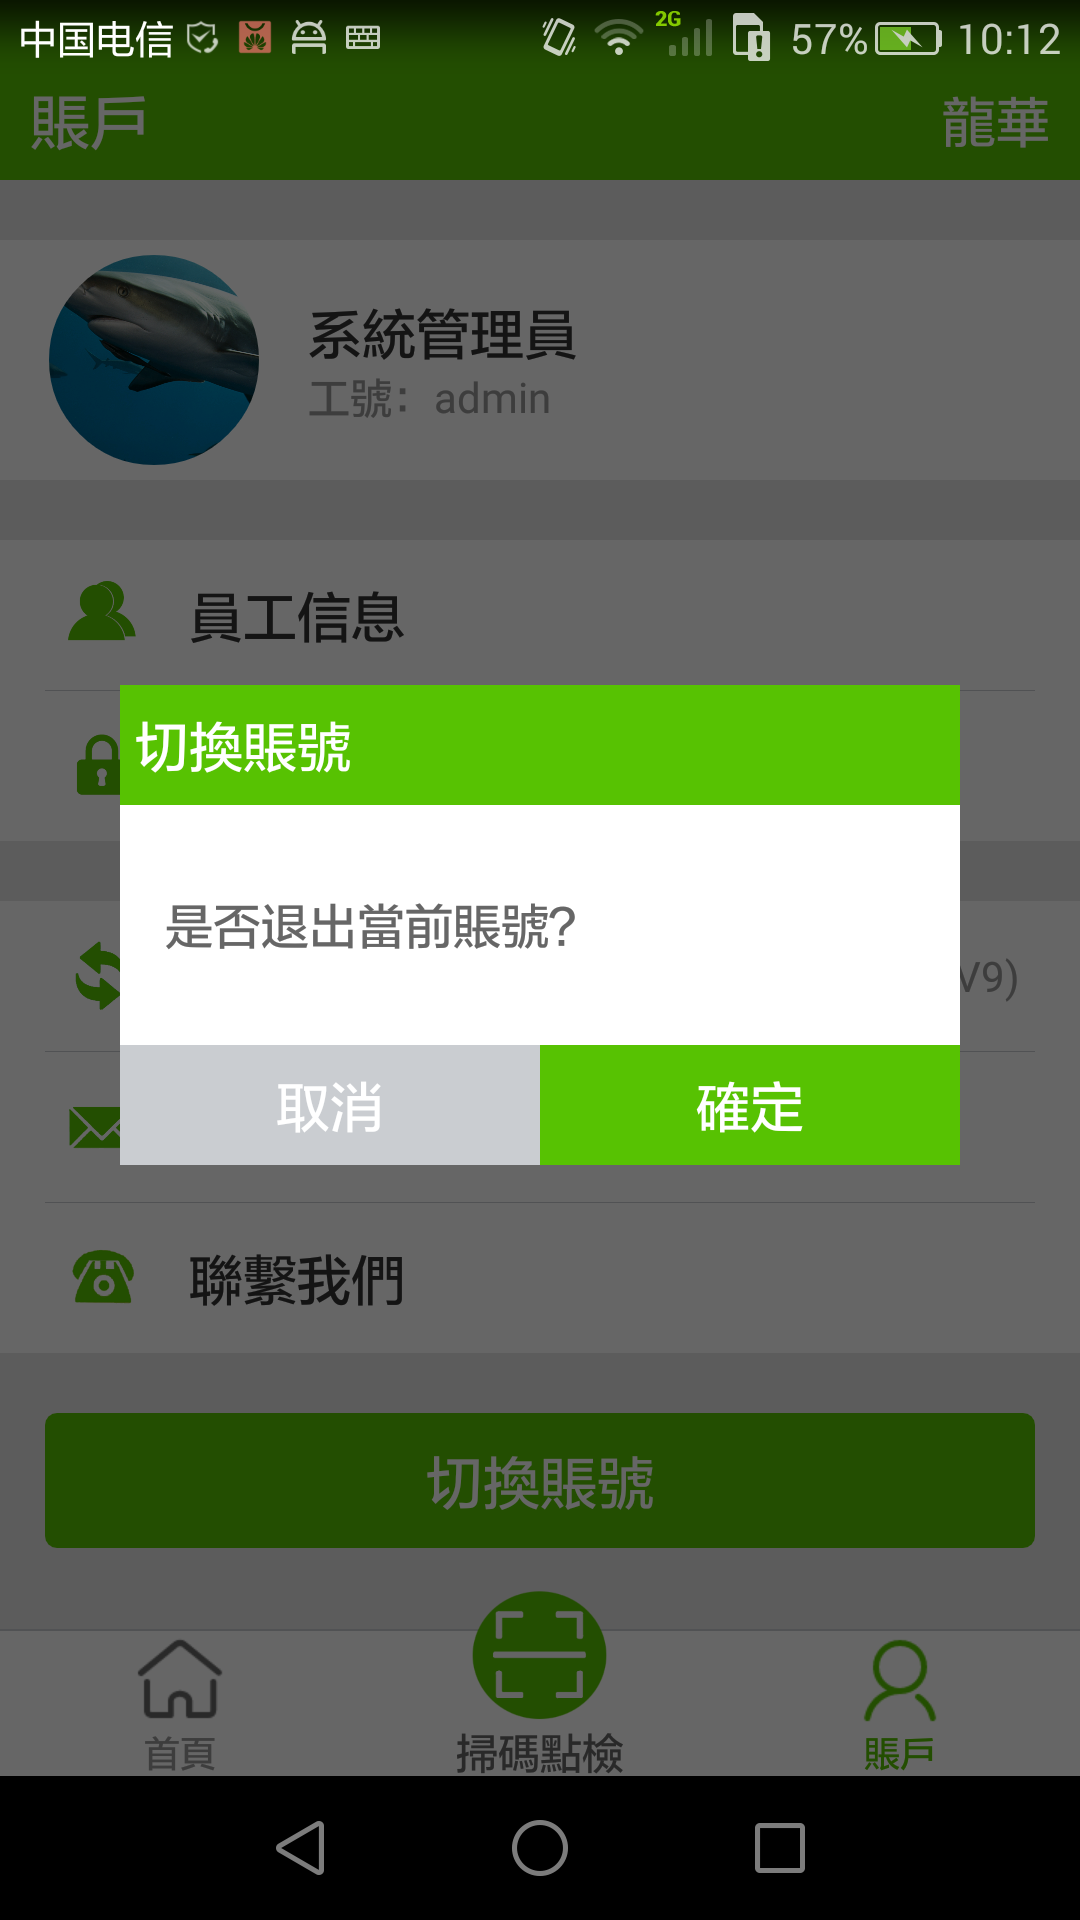 中国电信 2G 57% 10:12
賬戶 龍華
系統管理員
工號：admin
員工信息
切換賬號
是否退出當前賬號?
V9)
取消 確定
聯繫我們
切換賬號
首頁 掃碼點檢 賬戶